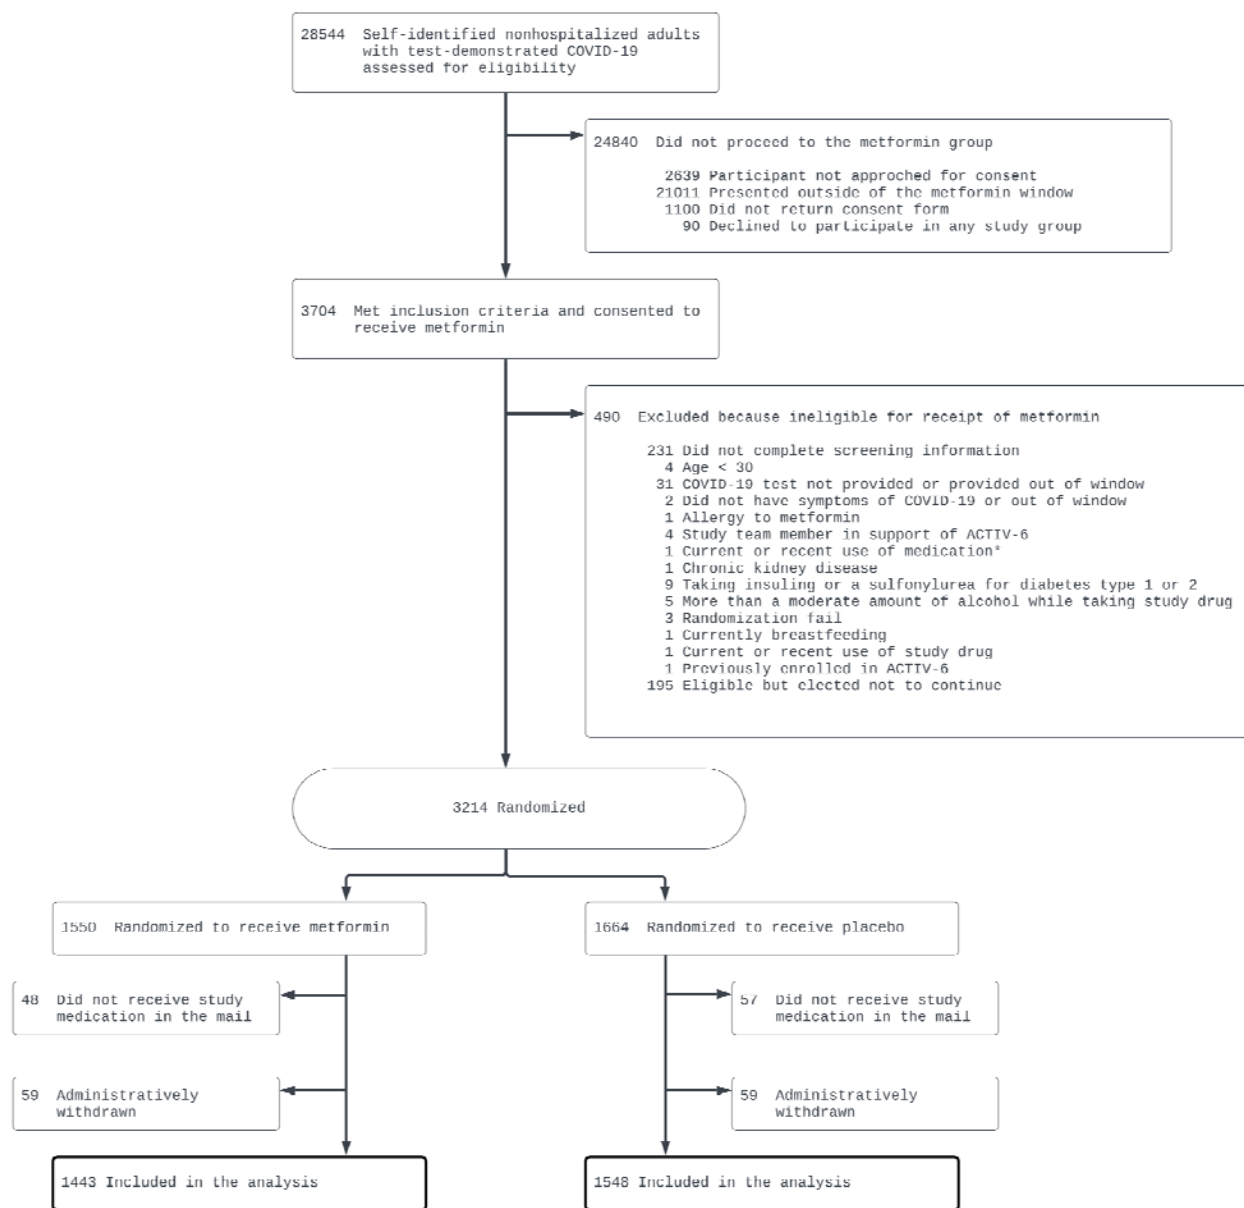 28544 Self-identified nonhospitalized adults
with test-demonstrated COVID-19
assessed for eligibility
24840 Did not proceed to the metformin group
2639 Participant not approched for consent
21011 Presented outside of the metformin window
1100 Did not return consent form
90 Declined to participate in any study group
3704 Met inclusion criteria and consented to
receive metformin
490 Excluded because ineligible for receipt of metformin
231 Did not complete screening information
4 Age < 30
31 COVID-19 test not provided or provided out of window
2 Did not have symptoms of COVID-19 or out of window
1 Allergy to metformin
4 Study team member in support of ACTIV-6
1 Current or recent use of medication*
1 Chronic kidney disease
9 Taking insuling or a sulfonylurea for diabetes type 1 or 2
5 More than a moderate amount of alcohol while taking study drug
3 Randomization fail
1 Currently breastfeeding
1 Current or recent use of study drug
1 Previously enrolled in ACTIV-6
195 Eligible but elected not to continue
3214 Randomized
1550 Randomized to receive metformin
1664 Randomized to receive placebo
48 Did not receive study
medication in the mail
57 Did not receive study
medication in the mail
59 Administratively
withdrawn
59 Administratively
withdrawn
1443 Included in the analysis
1548 Included in the analysis